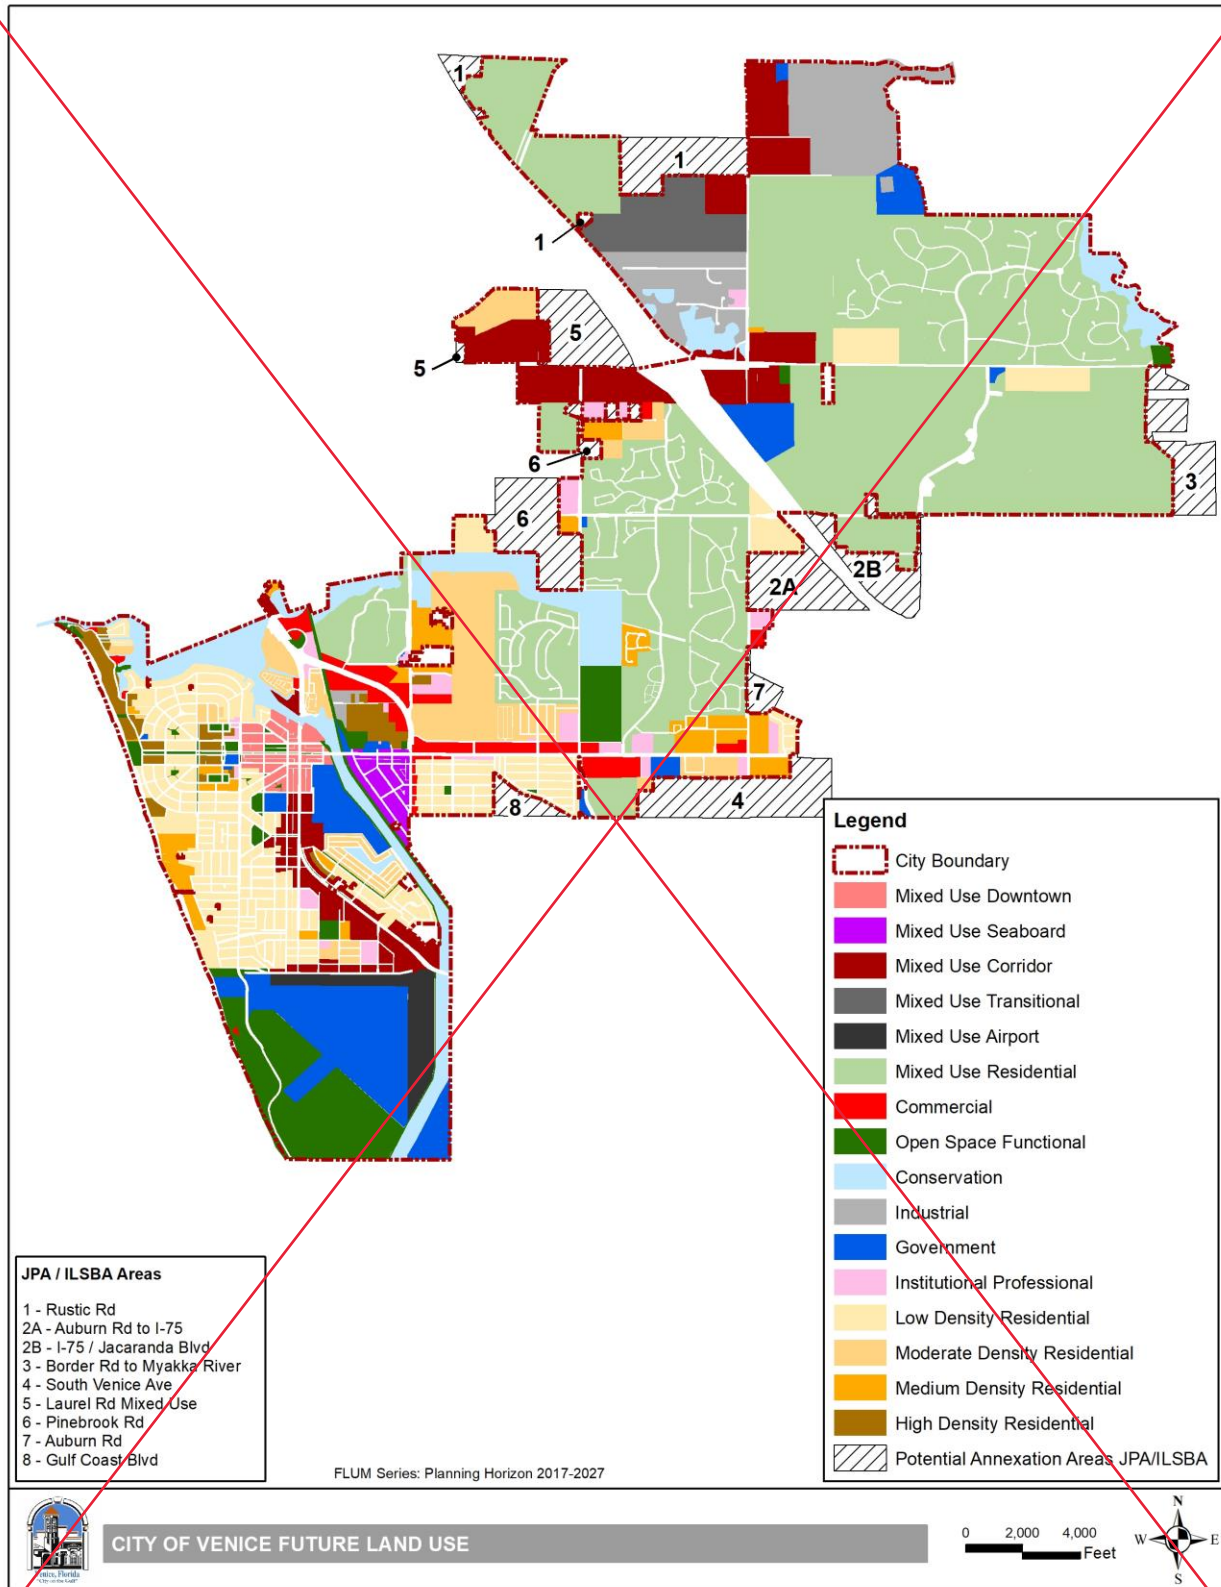 1
1
1
5
5
6
6
3
2A
2B
7
8
4
Legend
City Boundary
Mixed Use Downtown
Mixed Use Seaboard
Mixed Use Corridor
Mixed Use Transitional
Mixed Use Airport
Mixed Use Residential
Commercial
Open Space Functional
Conservation
Industrial
Government
Institutional Professional
Low Density Residential
Moderate Density Residential
Medium Density Residential
High Density Residential
Potential Annexation Areas JPA/ILSBA
JPA / ILSBA Areas
1 - Rustic Rd
2A - Auburn Rd to I-75
2B - I-75 / Jacaranda Blvd
3 - Border Rd to Myakka River
4 - South Venice Ave
5 - Laurel Rd Mixed Use
6 - Pinebrook Rd
7 - Auburn Rd
8 - Gulf Coast Blvd
FLUM Series: Planning Horizon 2017-2027
Venice, Florida
"City on the Gulf"
CITY OF VENICE FUTURE LAND USE
0 2,000 4,000
Feet
N
W E
S